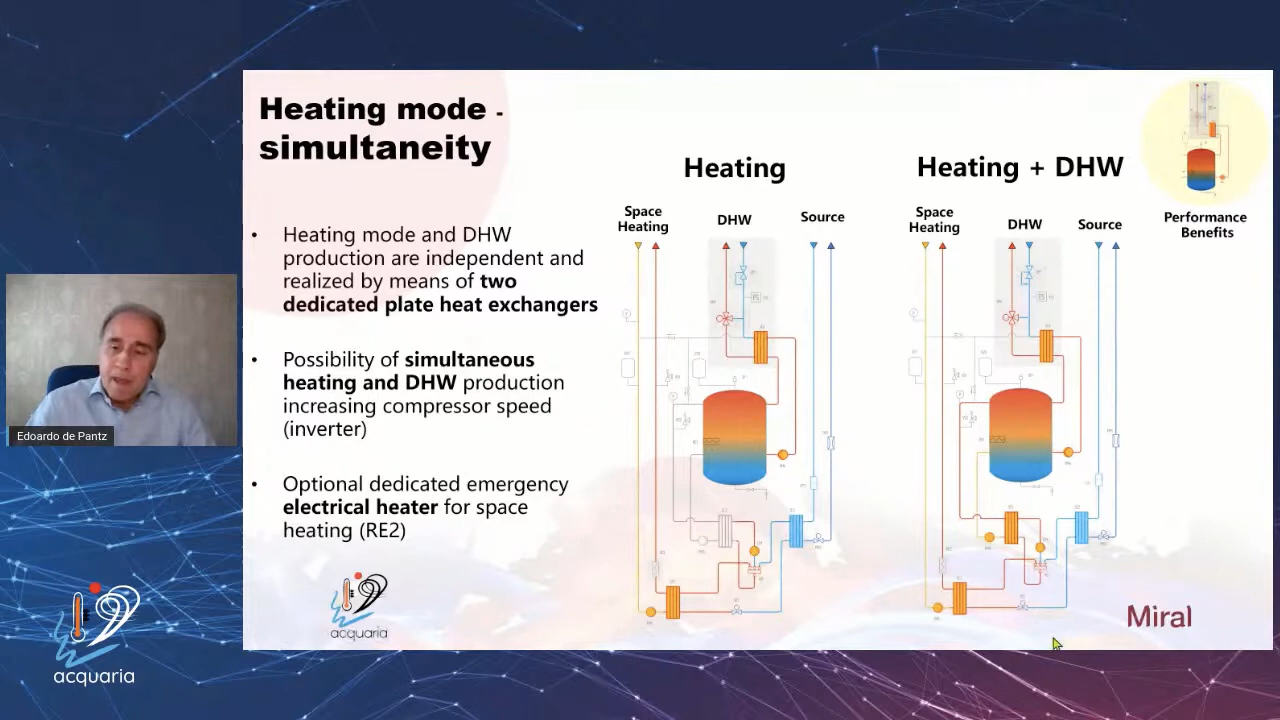 Heating mode -
simultaneity
Heating
Heating + DHW
Performance
Benefits
Space
Heating
DHW
Source
Space
Heating
DHW
Source
• Heating mode and DHW
production are independent and
realized by means of two
dedicated plate heat exchangers
• Possibility of simultaneous
heating and DHW production
increasing compressor speed
(inverter)
• Optional dedicated emergency
electrical heater for space
heating (RE2)
acquaria
Miral
Edoardo de Pantz
acquaria